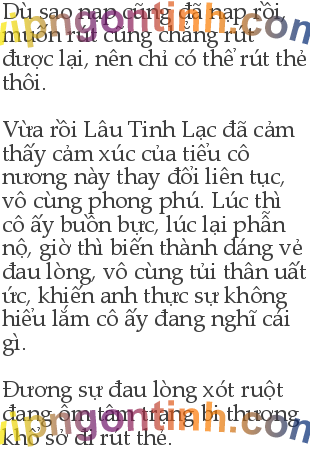 Dù sao nạp cũng đã nạp rồi,
muốn rút cũng chẳng rút
được lại, nên chỉ có thể rút thẻ
thôi.
Vừa rồi Lâu Tinh Lạc đã cảm
thấy cảm xúc của tiểu cô
nương này thay đổi liên tục,
vô cùng phong phú. Lúc thì
cô ấy buồn bực, lúc lại phẫn
nộ, giờ thì biến thành dáng vẻ
đau lòng, vô cùng tủi thân uất
ức, khiến anh thực sự không
hiểu lắm cô ấy đang nghĩ cái
gì.
Đương sự đau lòng xót ruột
đang ôm tâm trạng bị thương
khổ sở đi rút thẻ.